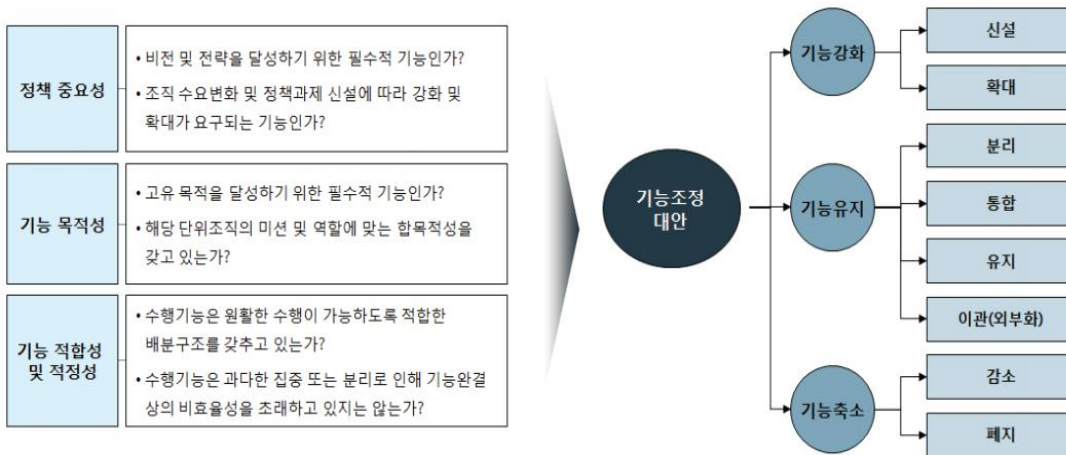 정책 중요성
• 비전 및 전략을 달성하기 위한 필수적 기능인가?
• 조직 수요변화 및 정책과제 신설에 따라 강화 및
확대가 요구되는 기능인가?
기능 목적성
• 고유 목적을 달성하기 위한 필수적 기능인가?
• 해당 단위조직의 미션 및 역할에 맞는 합목적성을
갖고 있는가?
기능 적합성
및 적정성
• 수행기능은 원활한 수행이 가능하도록 적합한
배분구조를 갖추고 있는가?
• 수행기능은 과다한 집중 또는 분리로 인해 기능완결
상의 비효율성을 초래하고 있지는 않는가?
기능조정
대안
기능강화
신설
확대
기능유지
분리
통합
유지
이관(외부화)
기능축소
감소
폐지